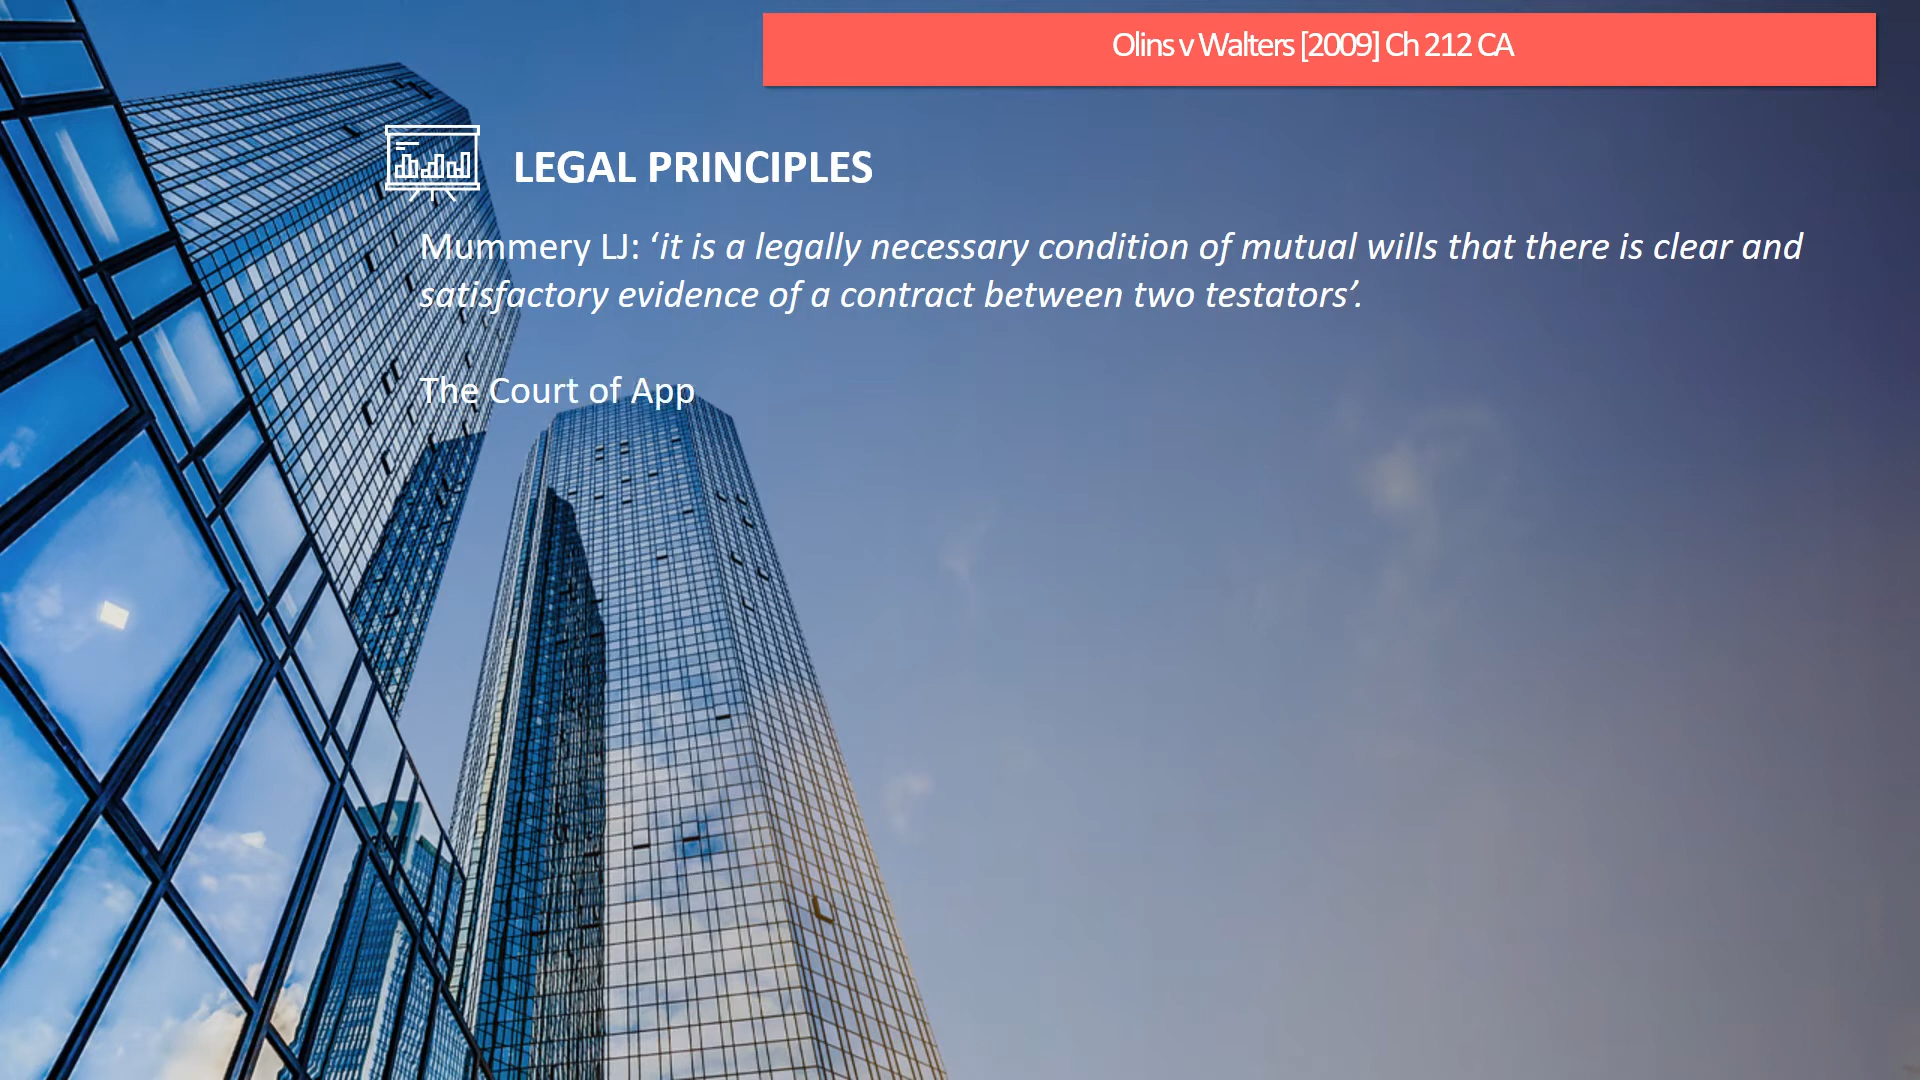 Olins v Walters [2009] Ch 212 CA
LEGAL PRINCIPLES
Mummery LJ: ‘it is a legally necessary condition of mutual wills that there is clear and
satisfactory evidence of a contract between two testators’.
The Court of App